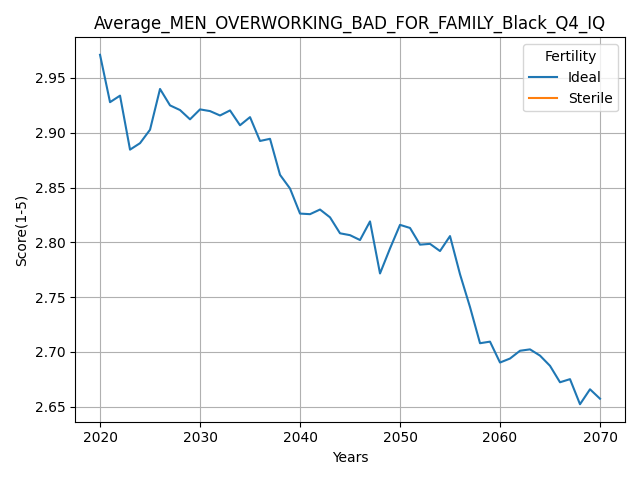 Average_MEN_OVERWORKING_BAD_FOR_FAMILY_Black_Q4_IQ
Fertility
Ideal
Sterile
Score(1-5)
2.95
2.90
2.85
2.80
2.75
2.70
2.65
2020 2030 2040 2050 2060 2070
Years